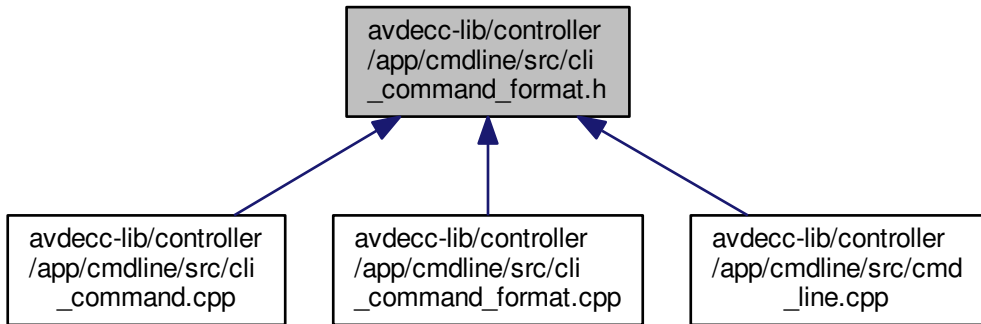 avdecc-lib/controller
/app/cmdline/src/cli
_command_format.h
avdecc-lib/controller
/app/cmdline/src/cli
_command.cpp
avdecc-lib/controller
/app/cmdline/src/cli
_command_format.cpp
avdecc-lib/controller
/app/cmdline/src/cmd
_line.cpp